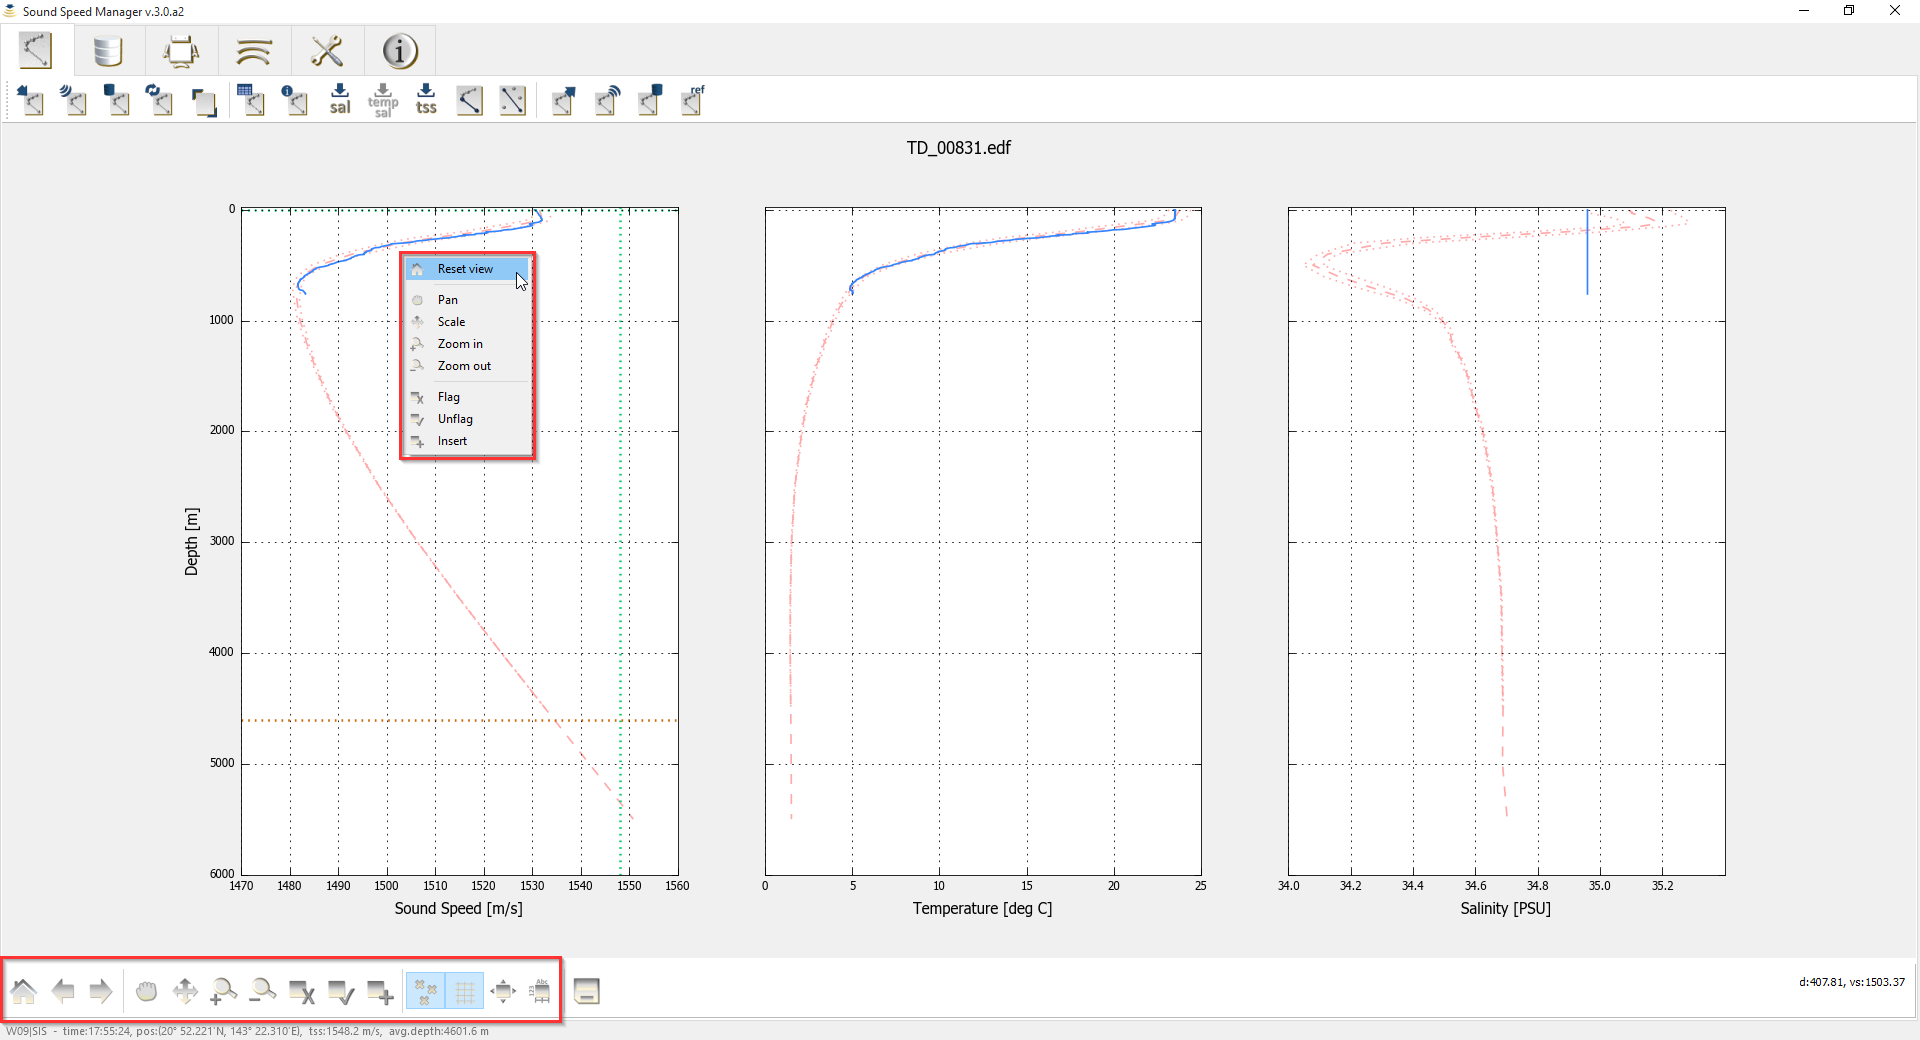 Sound Speed Manager v.3.0.a2
sal
temp
sal
tss
ref
TD_00831.edf
0
1000
2000
3000
4000
5000
6000
Depth [m]
1470 1480 1490 1500 1510 1520 1530 1540 1550 1560
Sound Speed [m/s]
Reset view
Pan
Scale
Zoom in
Zoom out
Flag
Unflag
Insert
0 5 10 15 20 25
Temperature [deg C]
34.0 34.2 34.4 34.6 34.8 35.0 35.2
Salinity [PSU]
Abc
123
d:407.81, vs:1503.37
W09|SIS - time:17:55:24, pos:(20° 52.221'N, 143° 22.310'E), tss:1548.2 m/s, avg.depth:4601.6 m